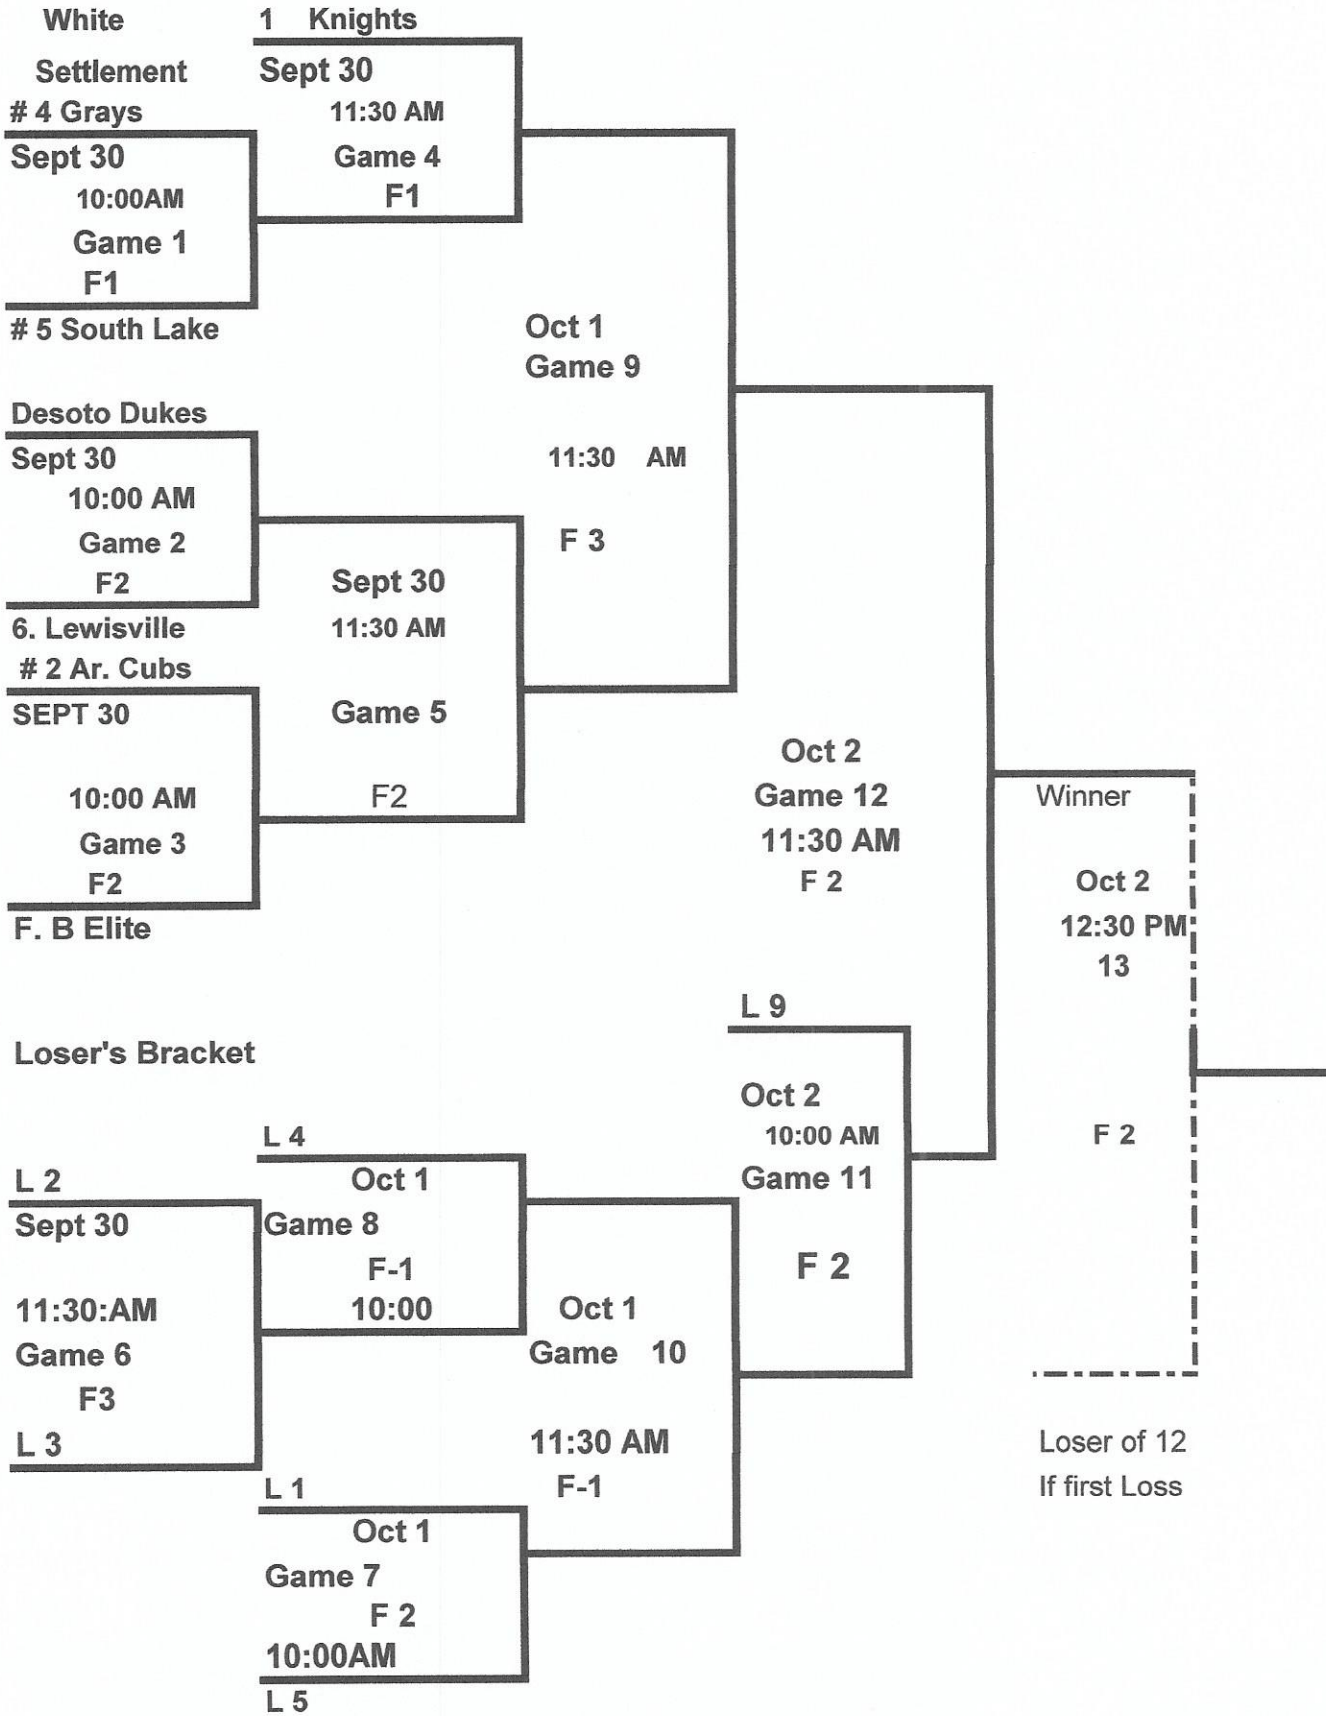 White
Settlement
1 Knights
Sept 30
11:30 AM
Game 4
F1
# 4 Grays
Sept 30
10:00AM
Game 1
F1
# 5 South Lake
Oct 1
Game 9
11:30 AM
F 3
Desoto Dukes
Sept 30
10:00 AM
Game 2
F2
6. Lewisville
# 2 Ar. Cubs
SEPT 30
10:00 AM
Game 3
F2
F. B Elite
Sept 30
11:30 AM
Game 5
F2
Oct 2
Game 12
11:30 AM
F 2
Winner
Oct 2
12:30 PM
13
F 2
Loser of 12
If first Loss
Loser's Bracket
L 9
Oct 2
10:00 AM
Game 11
F 2
L 4
Oct 1
Game 8
F-1
10:00
L 2
Sept 30
11:30:AM
Game 6
F3
L 3
Oct 1
Game 10
11:30 AM
F-1
L 1
Oct 1
Game 7
F 2
10:00AM
L 5